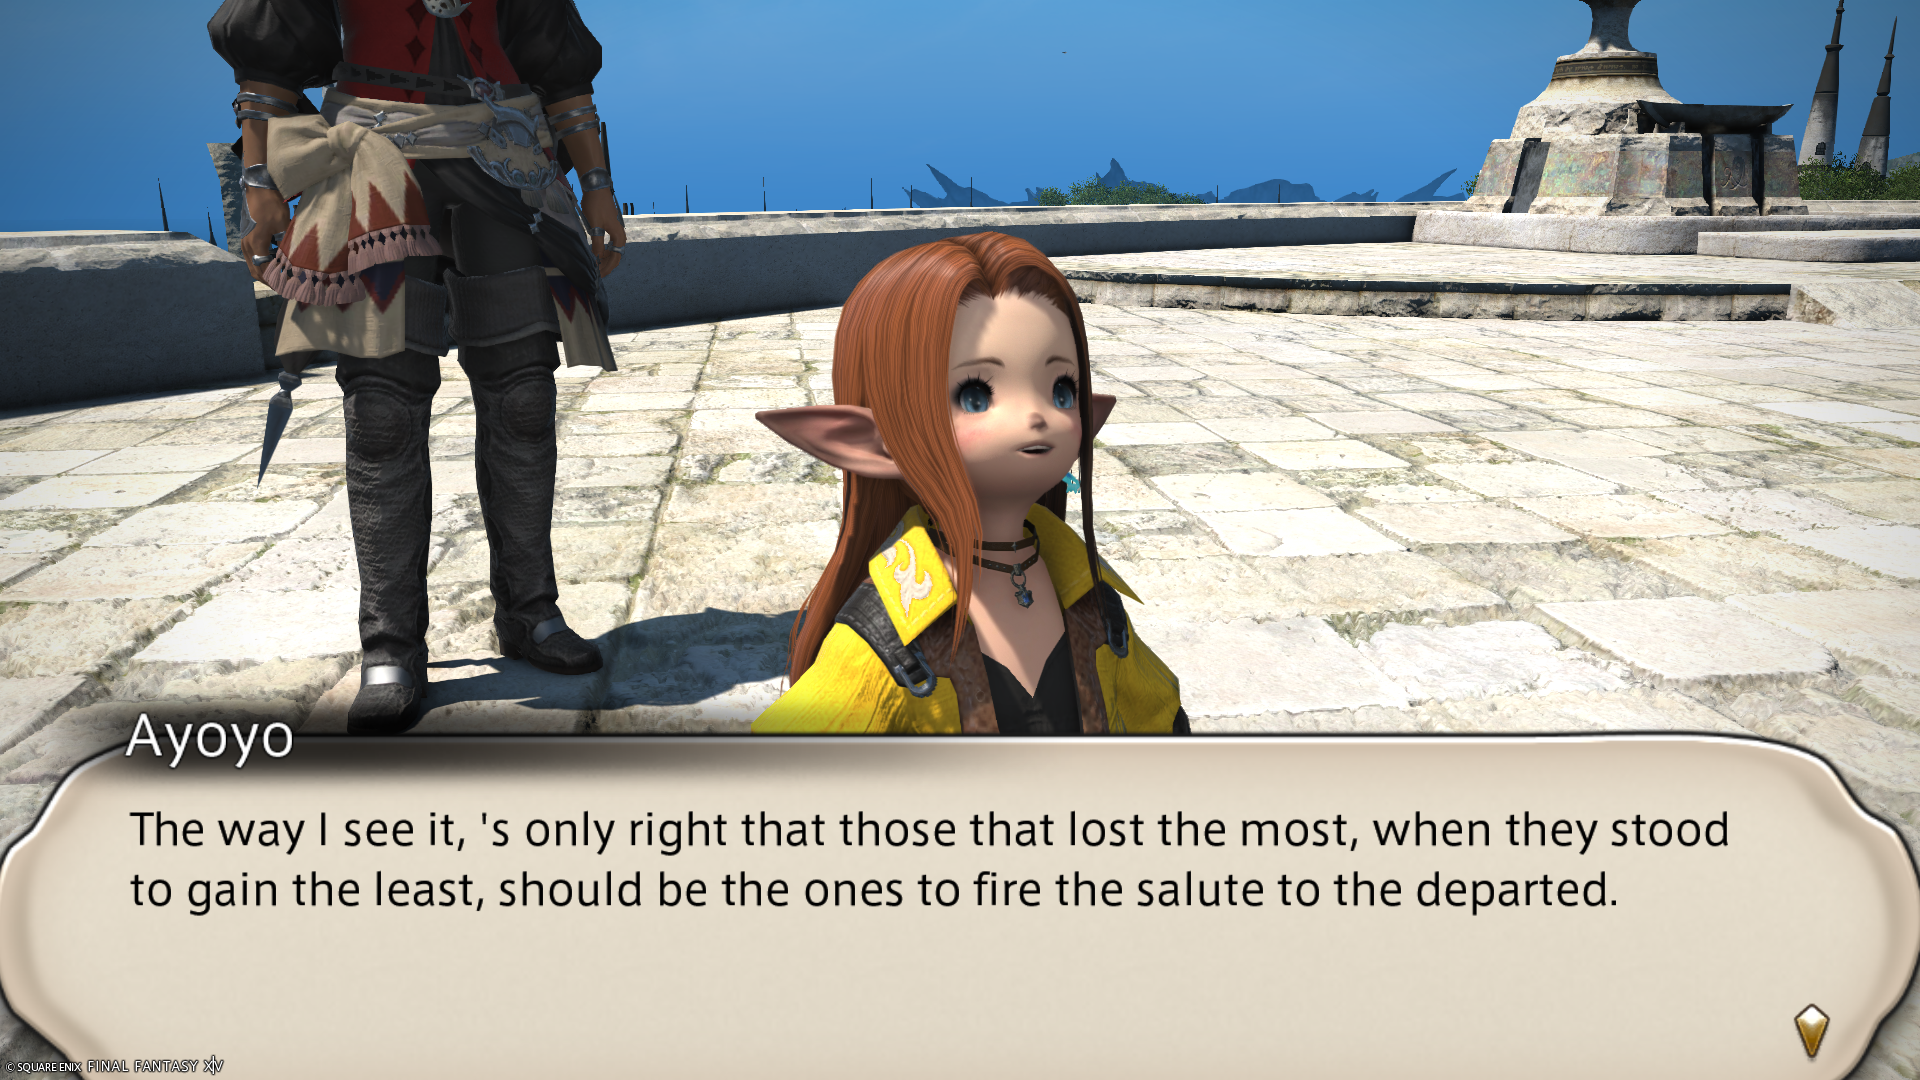 Ayoyo
The way I see it, 's only right that those that lost the most, when they stood
to gain the least, should be the ones to fire the salute to the departed.
© SQUARE ENIX FINAL FANTASY XIV